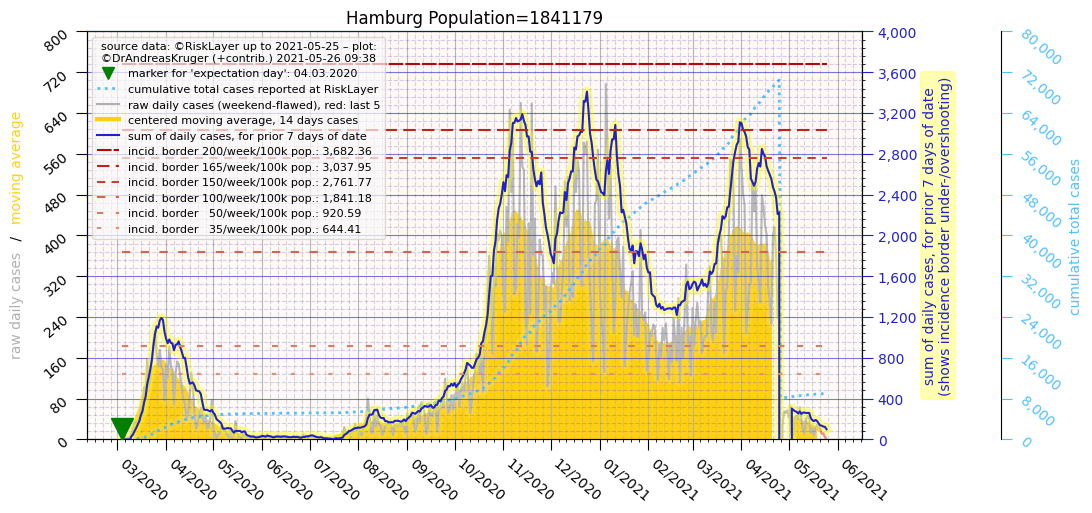 Hamburg Population=1841179
source data: ©RiskLayer up to 2021-05-25 – plot:
©DrAndreasKruger (+contrib.) 2021-05-26 09:38
marker for 'expectation day': 04.03.2020
cumulative total cases reported at RiskLayer
raw daily cases (weekend-flawed), red: last 5
centered moving average, 14 days cases
sum of daily cases, for prior 7 days of date
incid. border 200/week/100k pop.: 3,682.36
incid. border 165/week/100k pop.: 3,037.95
incid. border 150/week/100k pop.: 2,761.77
incid. border 100/week/100k pop.: 1,841.18
incid. border   50/week/100k pop.: 920.59
incid. border   35/week/100k pop.: 644.41
raw daily cases  /  moving average
800
720
640
560
480
400
320
240
160
80
0
03/2020
04/2020
05/2020
06/2020
07/2020
08/2020
09/2020
10/2020
11/2020
12/2020
01/2021
02/2021
03/2021
04/2021
05/2021
06/2021
4,000
3,600
3,200
2,800
2,400
2,000
1,600
1,200
800
400
0
sum of daily cases, for prior 7 days of date
(shows incidence border under-/overshooting)
80,000
72,000
64,000
56,000
48,000
40,000
32,000
24,000
16,000
8,000
0
cumulative total cases